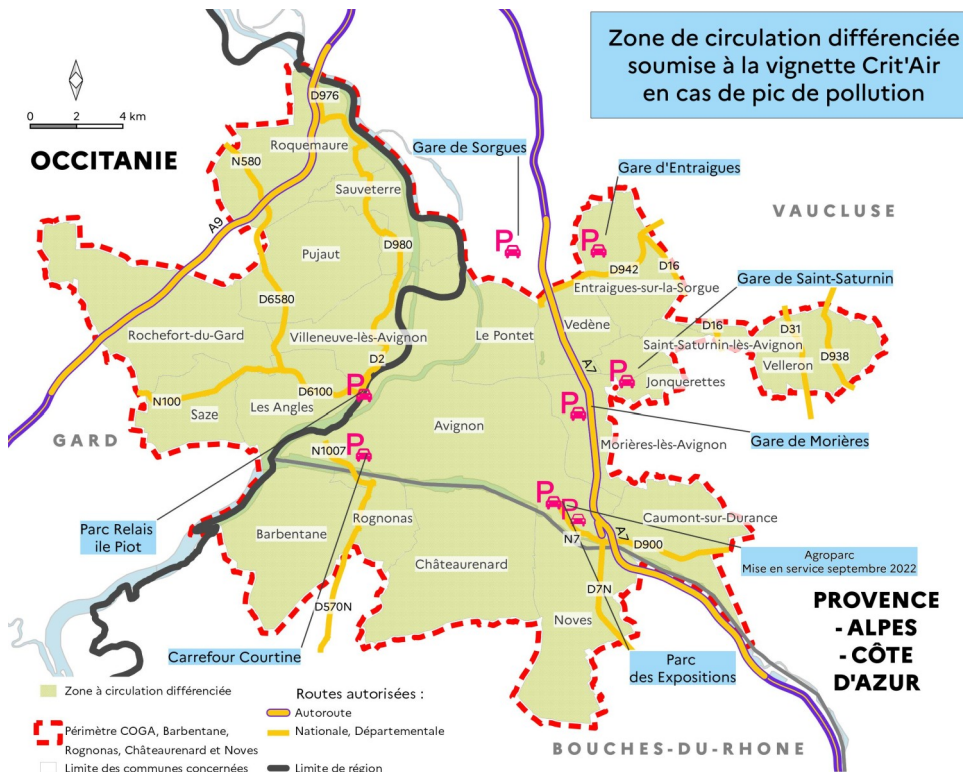 Zone de circulation différenciée
soumise à la vignette Crit'Air
en cas de pic de pollution
0 2 4 km
OCCITANIE
D976
Roquemaure
N580
Gare de Sorgues
Gare d'Entraigues
Sauveterre
VAUCLUSE
A9
P
P
Pujaut
D980
D942
D16
Entraigues-sur-la-Sorgue
Gare de Saint-Saturnin
D6580
Rochefort-du-Gard
Villeneuve-lès-Avignon
Le Pontet
Vedène
D16
D31
Saint-Saturnin-lès-Avignon
D938
Velleron
D2
A7
P
Jonquerettes
D6100
P
N100
Les Angles
Saze
P
Avignon
Gare de Morières
GARD
P
N1007
Morières-lès-Avignon
P
P
Rognonas
Caumont-sur-Durance
Parc Relais
ile Piot
Barbentane
N7
A7
D900
Agroparc
Mise en service septembre 2022
Châteaurenard
D7N
D570N
Noves
PROVENCE
- ALPES
- CÔTE
D'AZUR
Carrefour Courtine
Parc
des Expositions
Zone à circulation différenciée
Périmètre COGA, Barbentane,
Rognonas, Châteaurenard et Noves
Limite des communes concernées
Routes autorisées :
Autoroute
Nationale, Départementale
Limite de région
BOUCHES-DU-RHONE